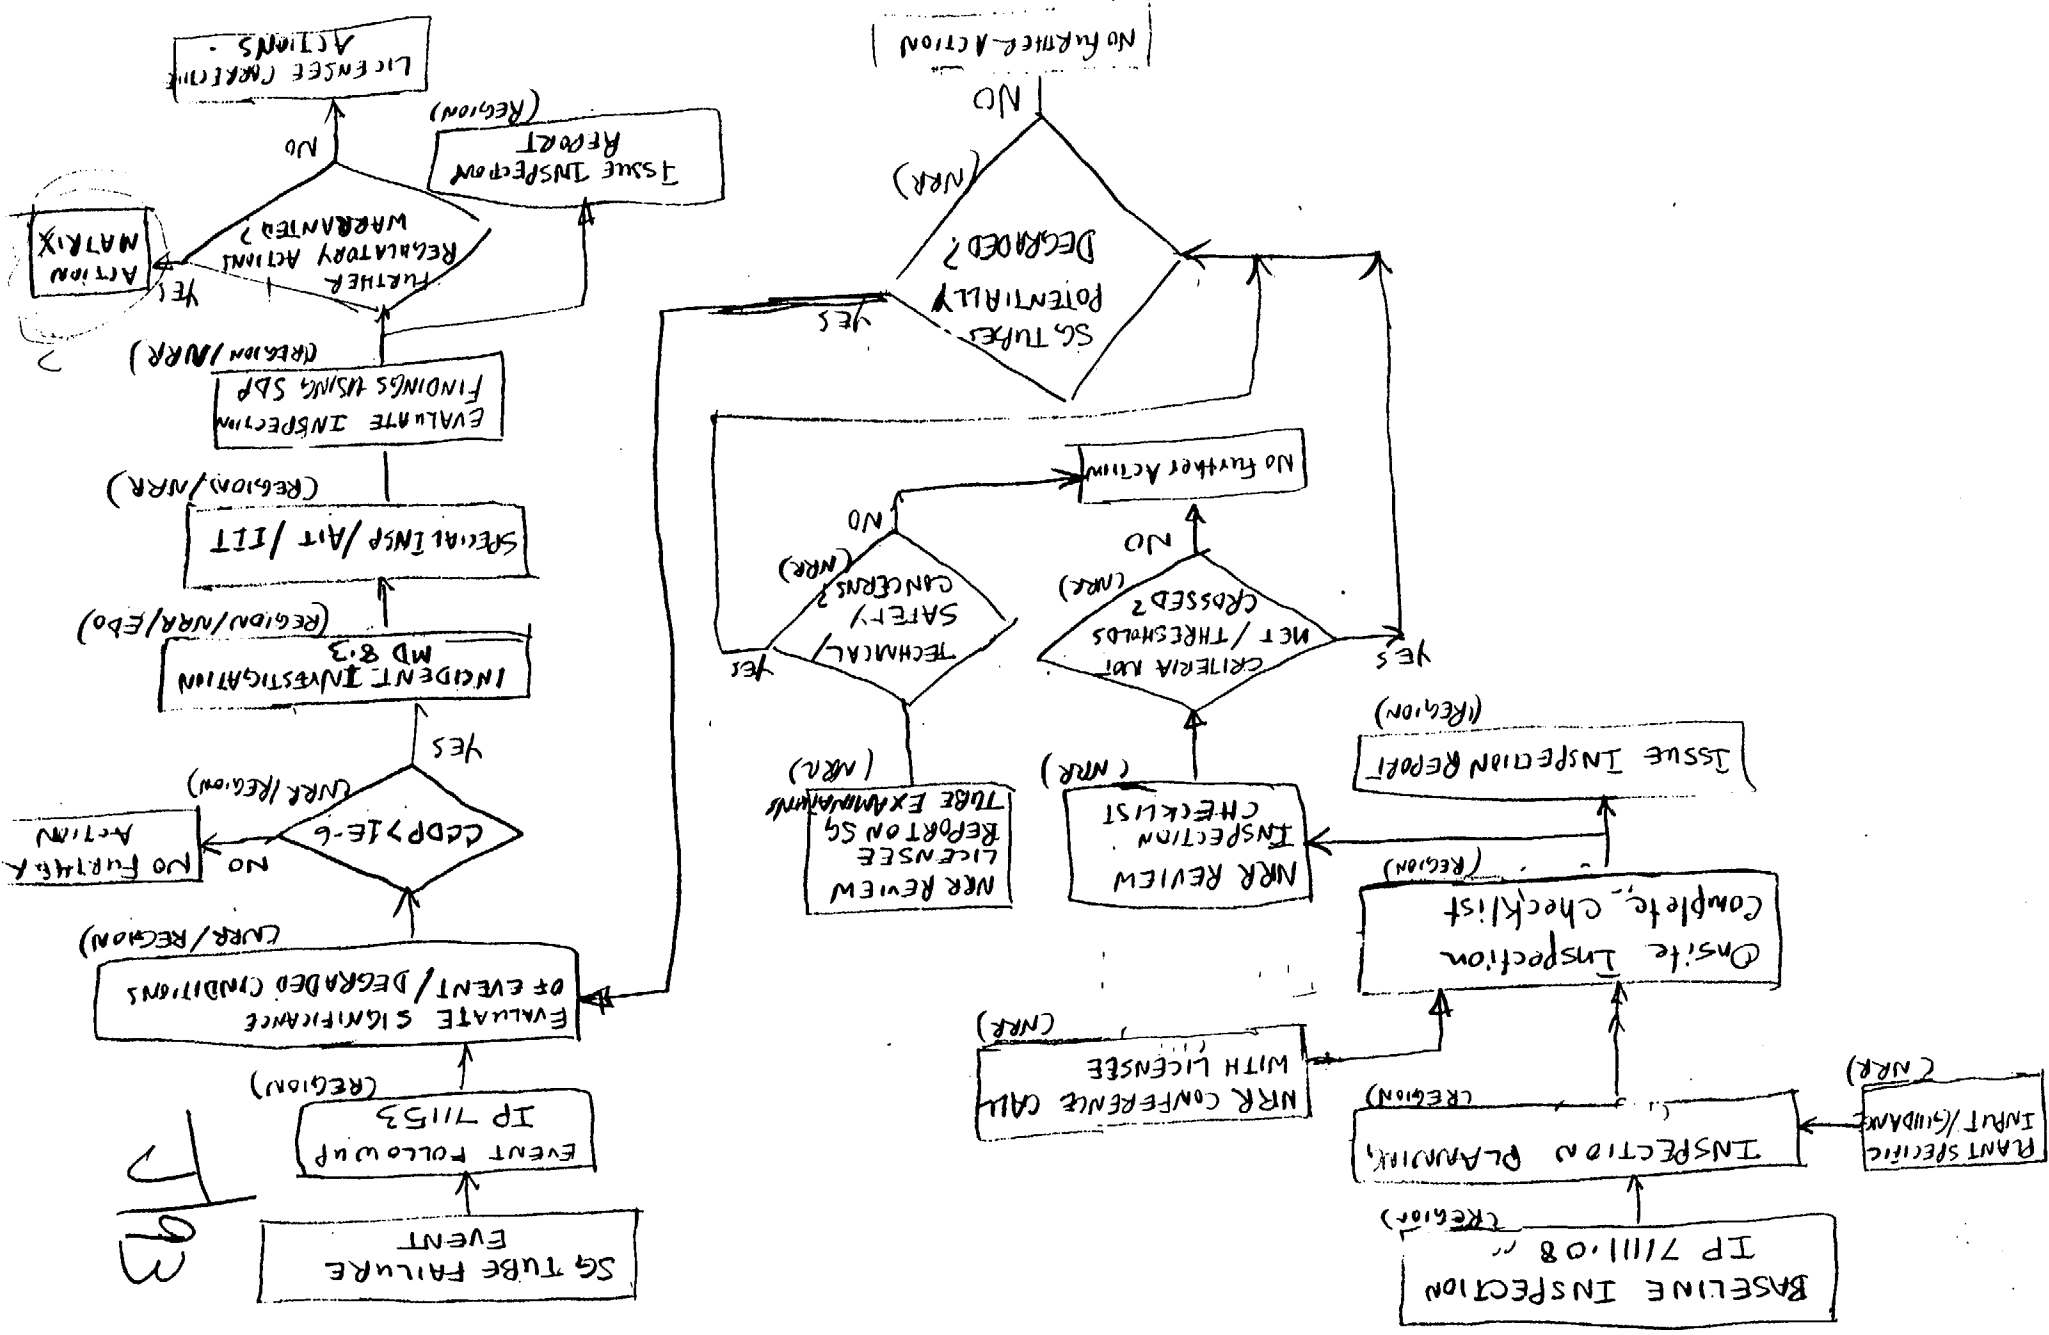 BASELINE INSPECTION
IP 71111.08
(REGION)
PLANT SPECIFIC
INPUT/GUIDANCE
(NRR)
INSPECTION PLANNING
(REGION)
NRR CONFERENCE CALL
WITH LICENSEE
(NRR)
Onsite Inspection
Complete Checklist
(REGION)
ISSUE INSPECTION REPORT
(REGION)
NRR REVIEW
INSPECTION
CHECKLIST
(NRR)
NRR REVIEW
LICENSEE
REPORT ON SG
TUBE EXAMINATIONS
(NRR)
CRITERIA NOT
MET/THRESHOLDS
CROSSED?
(NRR)
YES
NO
TECHNICAL/
SAFETY
CONCERNS?
(NRR)
YES
NO
No Further Action
SG TUBES
POTENTIALLY
DEGRADED?
(NRR)
YES
NO
NO FURTHER ACTION
SG TUBE FAILURE
EVENT
EVENT FOLLOWUP
IP 71153
(REGION)
EVALUATE SIGNIFICANCE
OF EVENT/DEGRADED CONDITIONS
(NRR/REGION)
CCDP>1E-6
(NRR/REGION)
NO
NO FURTHER
ACTION
YES
INCIDENT INVESTIGATION
MD 8.3
(REGION/NRR/EDO)
SPECIAL INSP/AIT/IIT
(REGION/NRR)
EVALUATE INSPECTION
FINDINGS USING SDP
(REGION/NRR)
FURTHER
REGULATORY ACTIONS
WARRANTED?
YES
ACTION
MATRIX
NO
ISSUE INSPECTION
REPORT
(REGION)
LICENSEE CORRECTIVE
ACTIONS